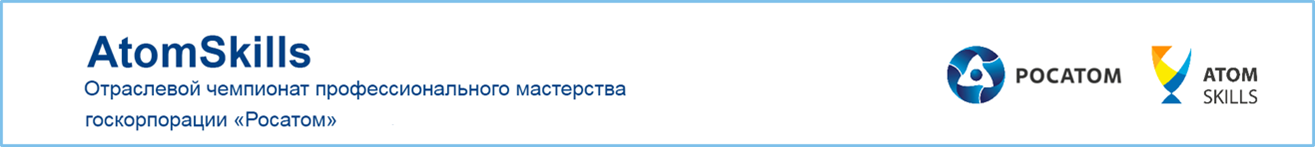 AtomSkills
Отраслевой чемпионат профессионального мастерства
госкорпорации «Росатом»
РОСАТОМ
ATOM
SKILLS